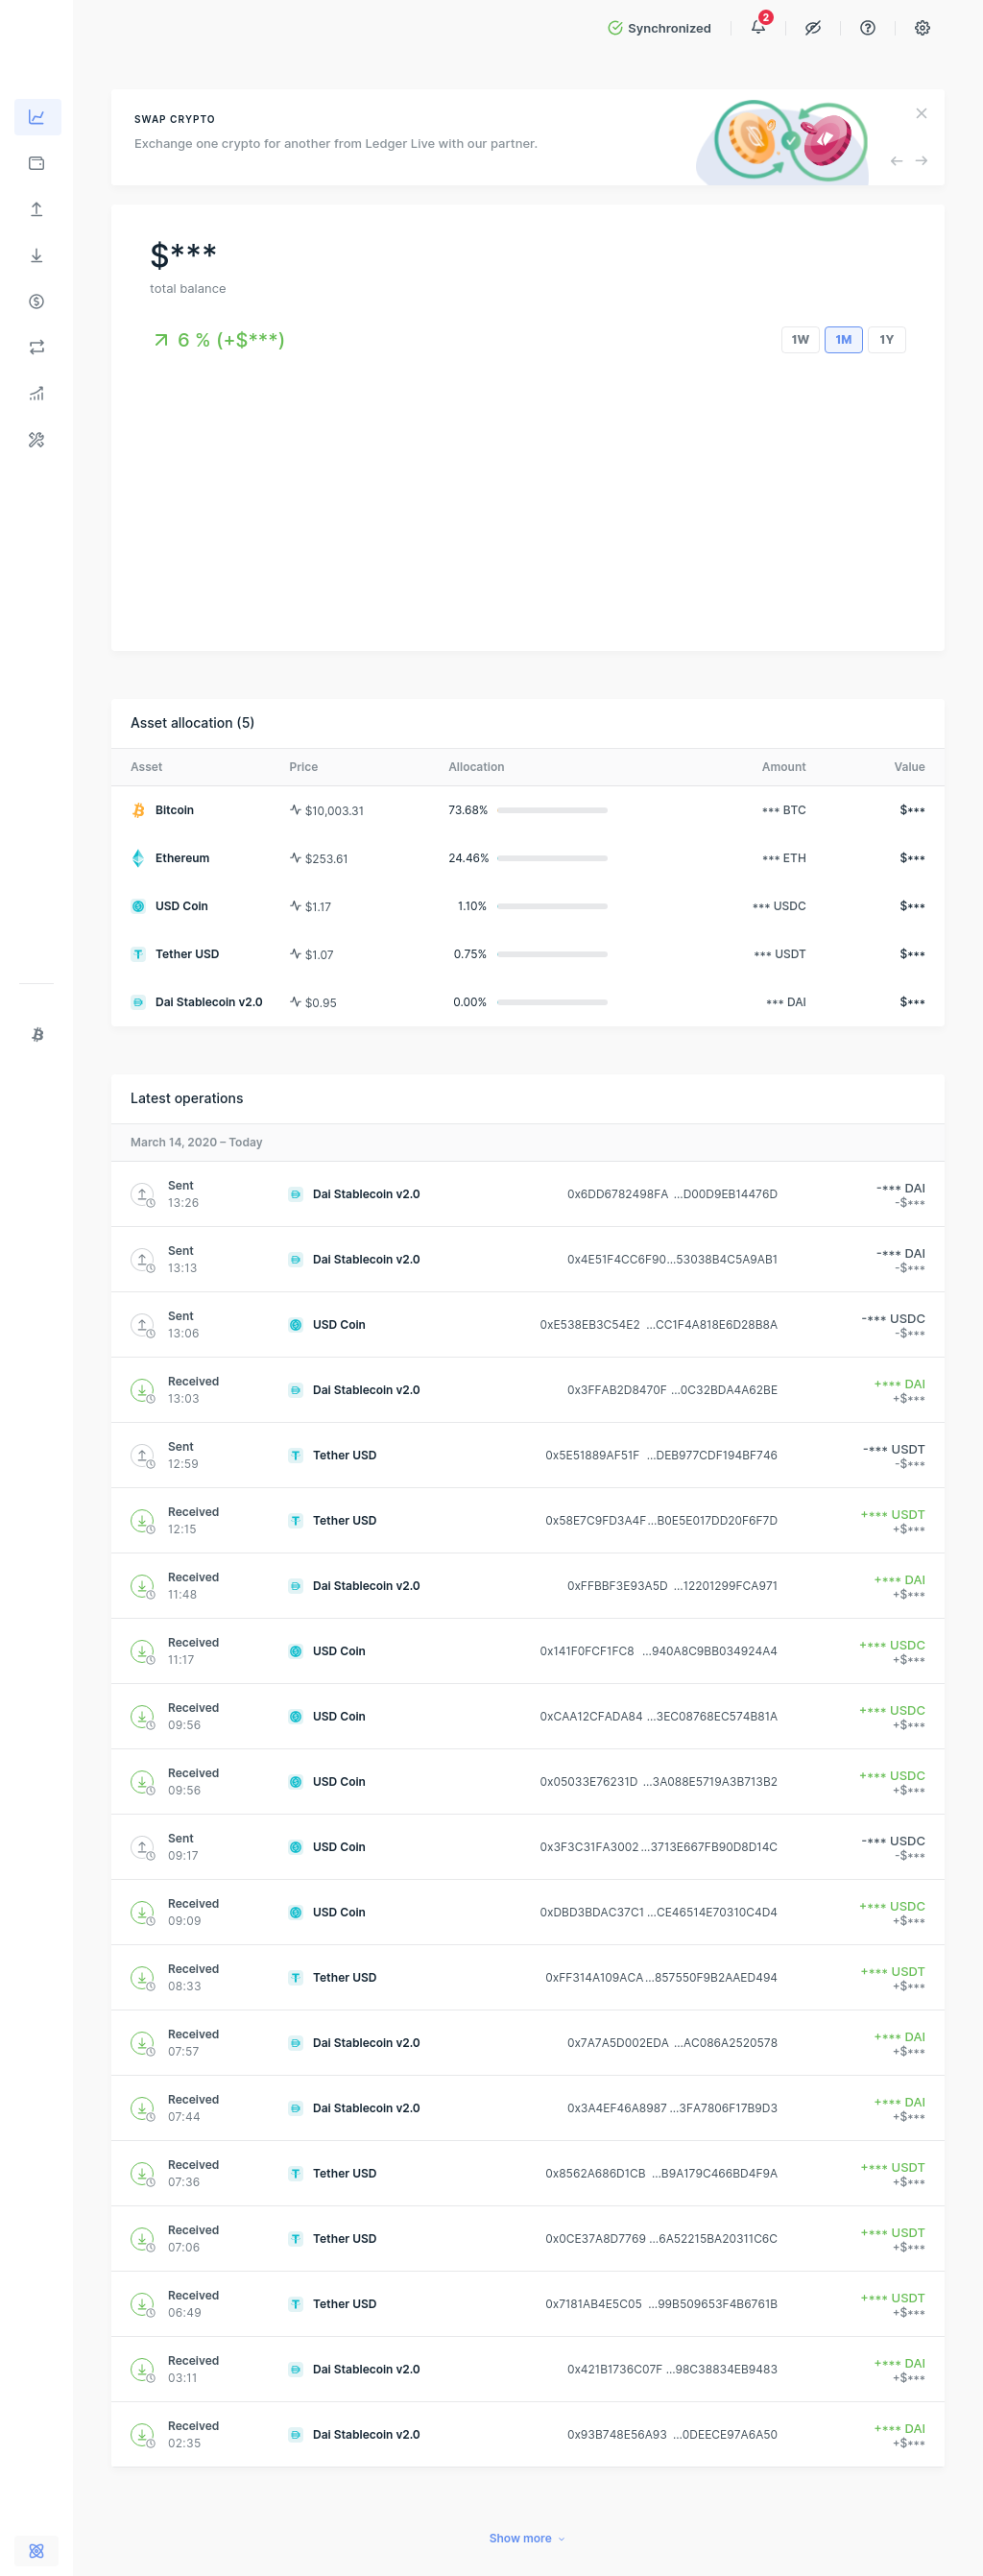 Synchronized
2
SWAP CRYPTO
Exchange one crypto for another from Ledger Live with our partner.
$***
total balance
6 % (+$***)
1W 1M 1Y
Asset allocation (5)
Asset Price Allocation Amount Value
Bitcoin $10,003.31 73.68% *** BTC $***
Ethereum $253.61 24.46% *** ETH $***
USD Coin $1.17 1.10% *** USDC $***
Tether USD $1.07 0.75% *** USDT $***
Dai Stablecoin v2.0 $0.95 0.00% *** DAI $***
Latest operations
March 14, 2020 – Today
Sent
13:26
Dai Stablecoin v2.0 0x6DD6782498FA ...D00D9EB14476D
-*** DAI
-$***
Sent
13:13
Dai Stablecoin v2.0 0x4E51F4CC6F90...53038B4C5A9AB1
-*** DAI
-$***
Sent
13:06
USD Coin 0xE538EB3C54E2 ...CC1F4A818E6D28B8A
-*** USDC
-$***
Received
13:03
Dai Stablecoin v2.0 0x3FFAB2D8470F ...0C32BDA4A62BE
+*** DAI
+$***
Sent
12:59
Tether USD 0x5E51889AF51F ...DEB977CDF194BF746
-*** USDT
-$***
Received
12:15
Tether USD 0x58E7C9FD3A4F...B0E5E017DD20F6F7D
+*** USDT
+$***
Received
11:48
Dai Stablecoin v2.0 0xFFBBF3E93A5D ...12201299FCA971
+*** DAI
+$***
Received
11:17
USD Coin 0x141F0FCF1FC8 ...940A8C9BB034924A4
+*** USDC
+$***
Received
09:56
USD Coin 0xCAA12CFADA84 ...3EC08768EC574B81A
+*** USDC
+$***
Received
09:56
USD Coin 0x05033E76231D ...3A088E5719A3B713B2
+*** USDC
+$***
Sent
09:17
USD Coin 0x3F3C31FA3002 ...3713E667FB90D8D14C
-*** USDC
-$***
Received
09:09
USD Coin 0xDBD3BDAC37C1 ...CE46514E70310C4D4
+*** USDC
+$***
Received
08:33
Tether USD 0xFF314A109ACA...857550F9B2AAED494
+*** USDT
+$***
Received
07:57
Dai Stablecoin v2.0 0x7A7A5D002EDA ...AC086A2520578
+*** DAI
+$***
Received
07:44
Dai Stablecoin v2.0 0x3A4EF46A8987 ...3FA7806F17B9D3
+*** DAI
+$***
Received
07:36
Tether USD 0x8562A686D1CB ...B9A179C466BD4F9A
+*** USDT
+$***
Received
07:06
Tether USD 0x0CE37A8D7769 ...6A52215BA20311C6C
+*** USDT
+$***
Received
06:49
Tether USD 0x7181AB4E5C05 ...99B509653F4B6761B
+*** USDT
+$***
Received
03:11
Dai Stablecoin v2.0 0x421B1736C07F ...98C38834EB9483
+*** DAI
+$***
Received
02:35
Dai Stablecoin v2.0 0x93B748E56A93 ...0DEECE97A6A50
+*** DAI
+$***
Show more